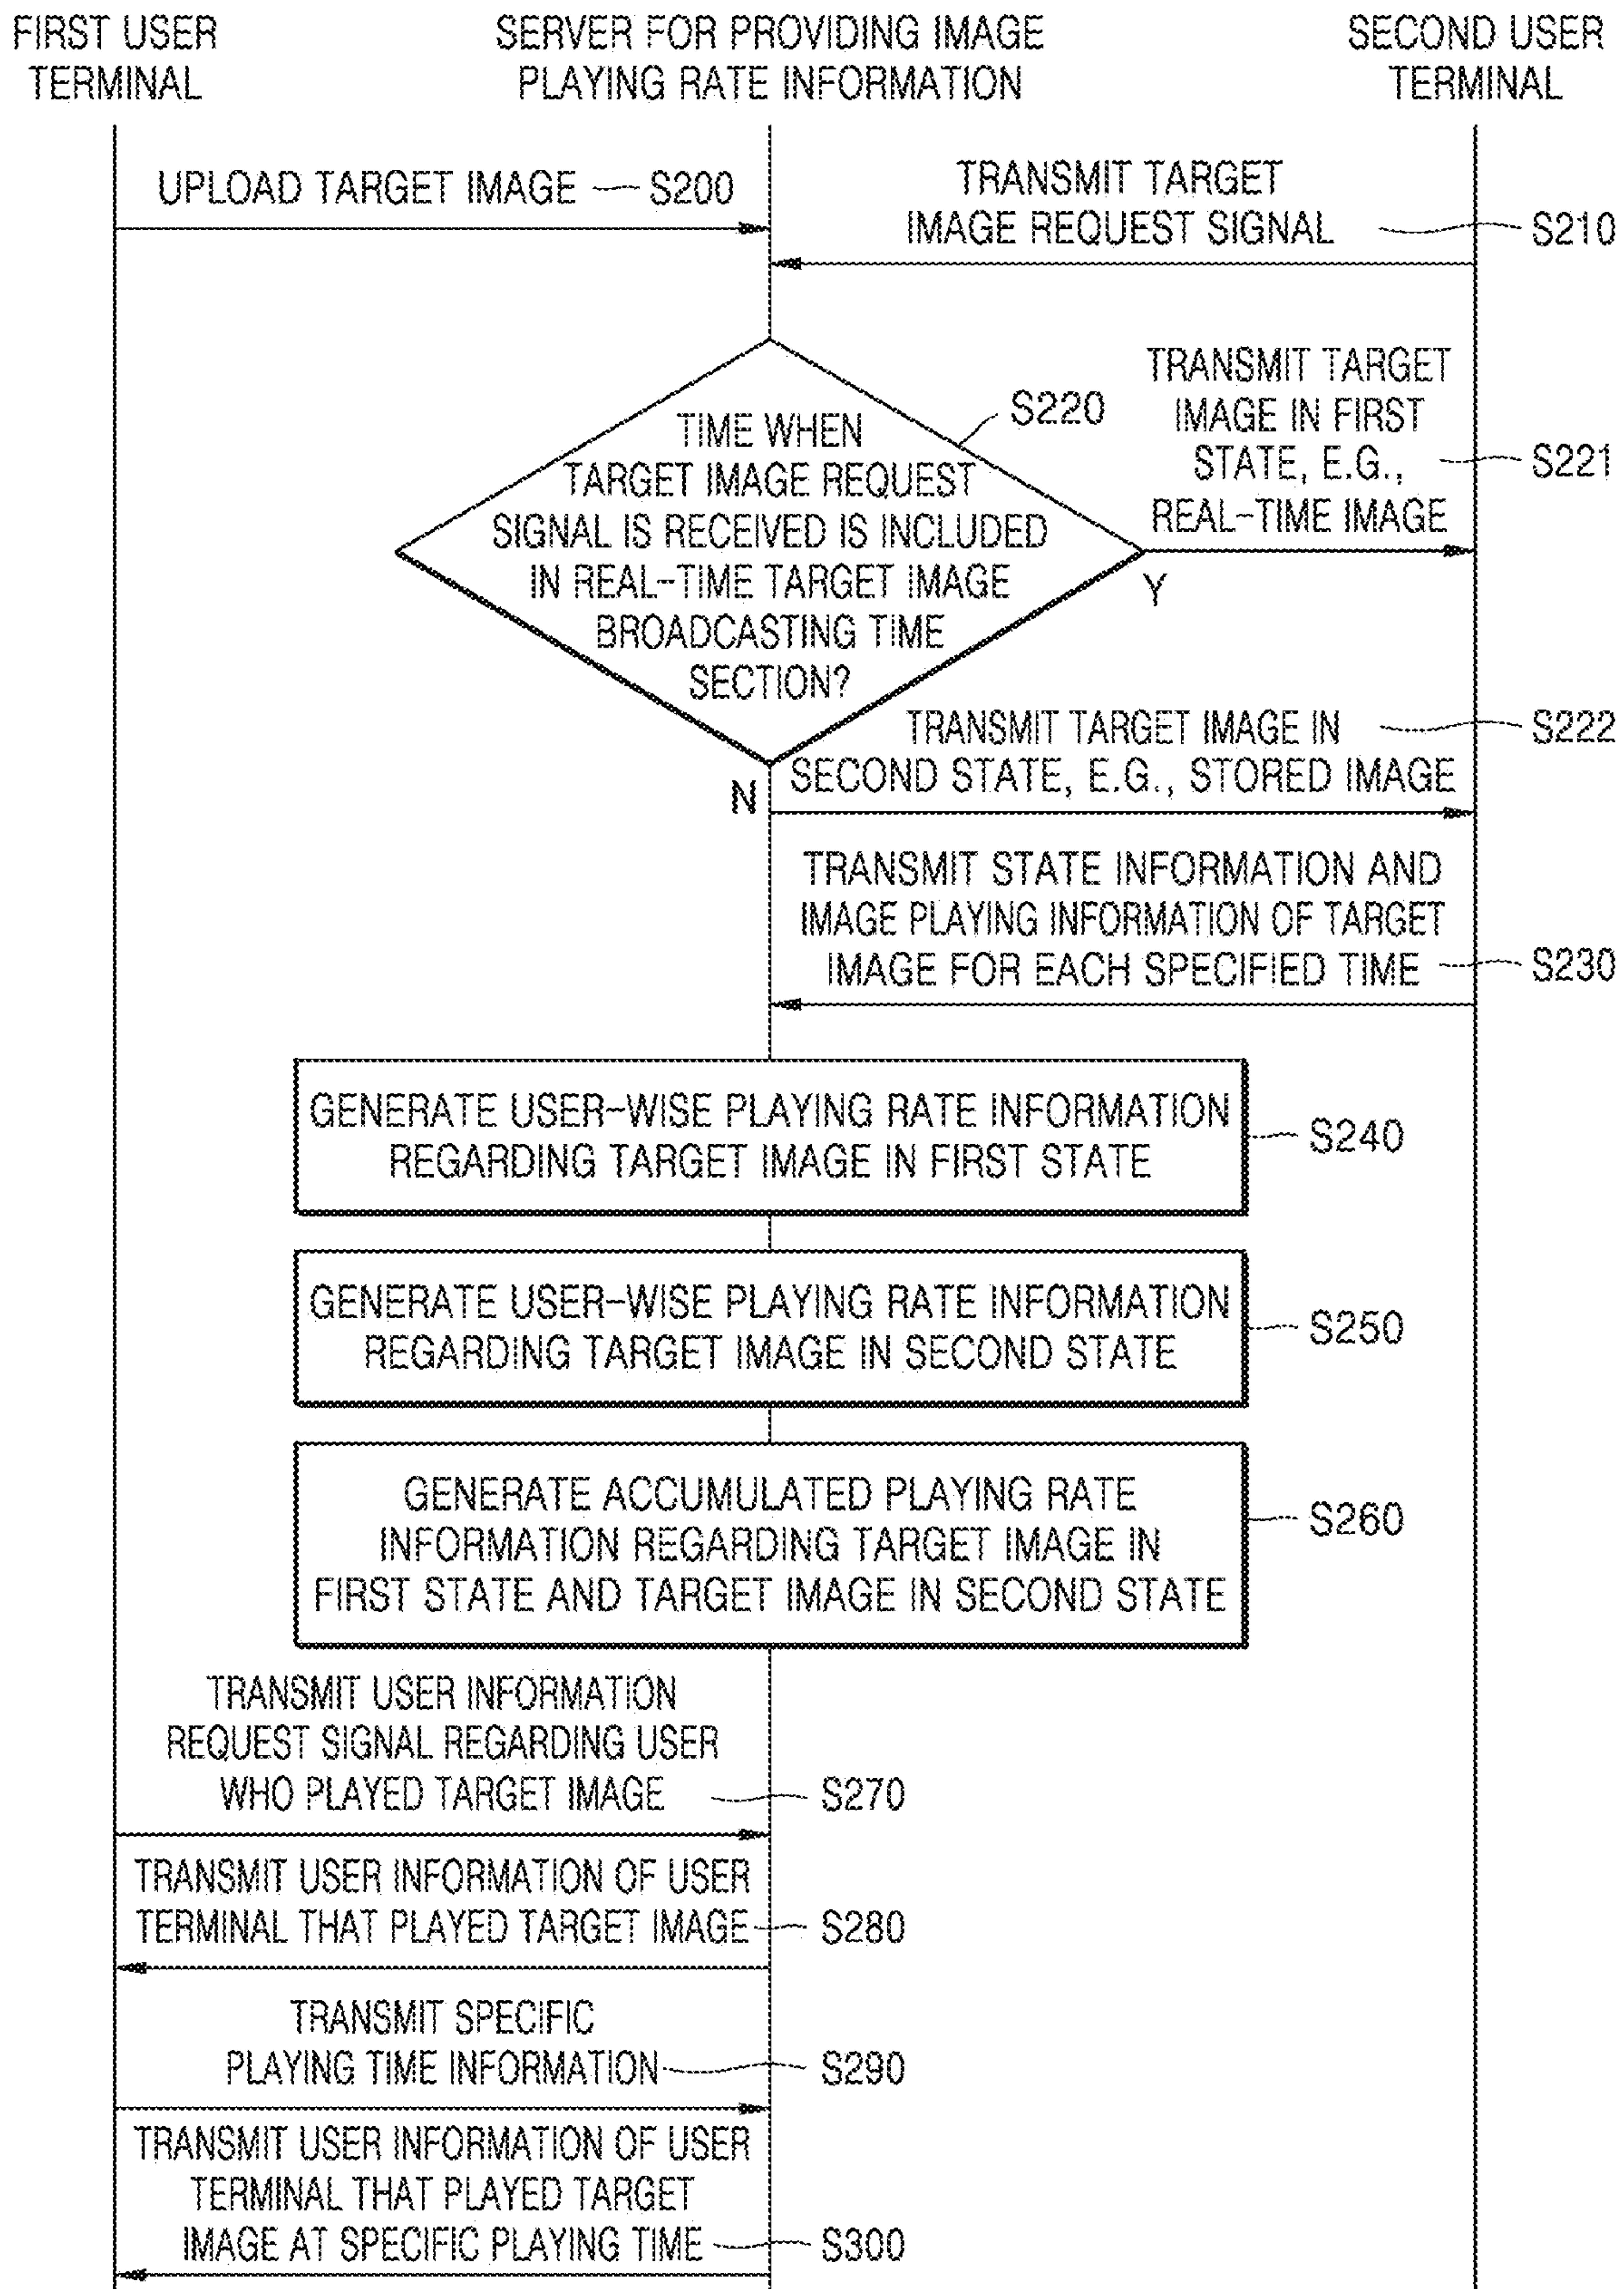 FIRST USER
TERMINAL
SERVER FOR PROVIDING IMAGE
PLAYING RATE INFORMATION
SECOND USER
TERMINAL
UPLOAD TARGET IMAGE
S200
TRANSMIT TARGET
IMAGE REQUEST SIGNAL
S210
TIME WHEN
TARGET IMAGE REQUEST
SIGNAL IS RECEIVED IS INCLUDED
IN REAL-TIME TARGET IMAGE
BROADCASTING TIME
SECTION?
S220
TRANSMIT TARGET
IMAGE IN FIRST
STATE, E.G.,
REAL-TIME IMAGE
S221
Y
TRANSMIT TARGET IMAGE IN
SECOND STATE, E.G., STORED IMAGE
S222
N
TRANSMIT STATE INFORMATION AND
IMAGE PLAYING INFORMATION OF TARGET
IMAGE FOR EACH SPECIFIED TIME
S230
GENERATE USER-WISE PLAYING RATE INFORMATION
REGARDING TARGET IMAGE IN FIRST STATE
S240
GENERATE USER-WISE PLAYING RATE INFORMATION
REGARDING TARGET IMAGE IN SECOND STATE
S250
GENERATE ACCUMULATED PLAYING RATE
INFORMATION REGARDING TARGET IMAGE IN
FIRST STATE AND TARGET IMAGE IN SECOND STATE
S260
TRANSMIT USER INFORMATION
REQUEST SIGNAL REGARDING USER
WHO PLAYED TARGET IMAGE
S270
TRANSMIT USER INFORMATION OF USER
TERMINAL THAT PLAYED TARGET IMAGE
S280
TRANSMIT SPECIFIC
PLAYING TIME INFORMATION
S290
TRANSMIT USER INFORMATION OF USER
TERMINAL THAT PLAYED TARGET
IMAGE AT SPECIFIC PLAYING TIME
S300